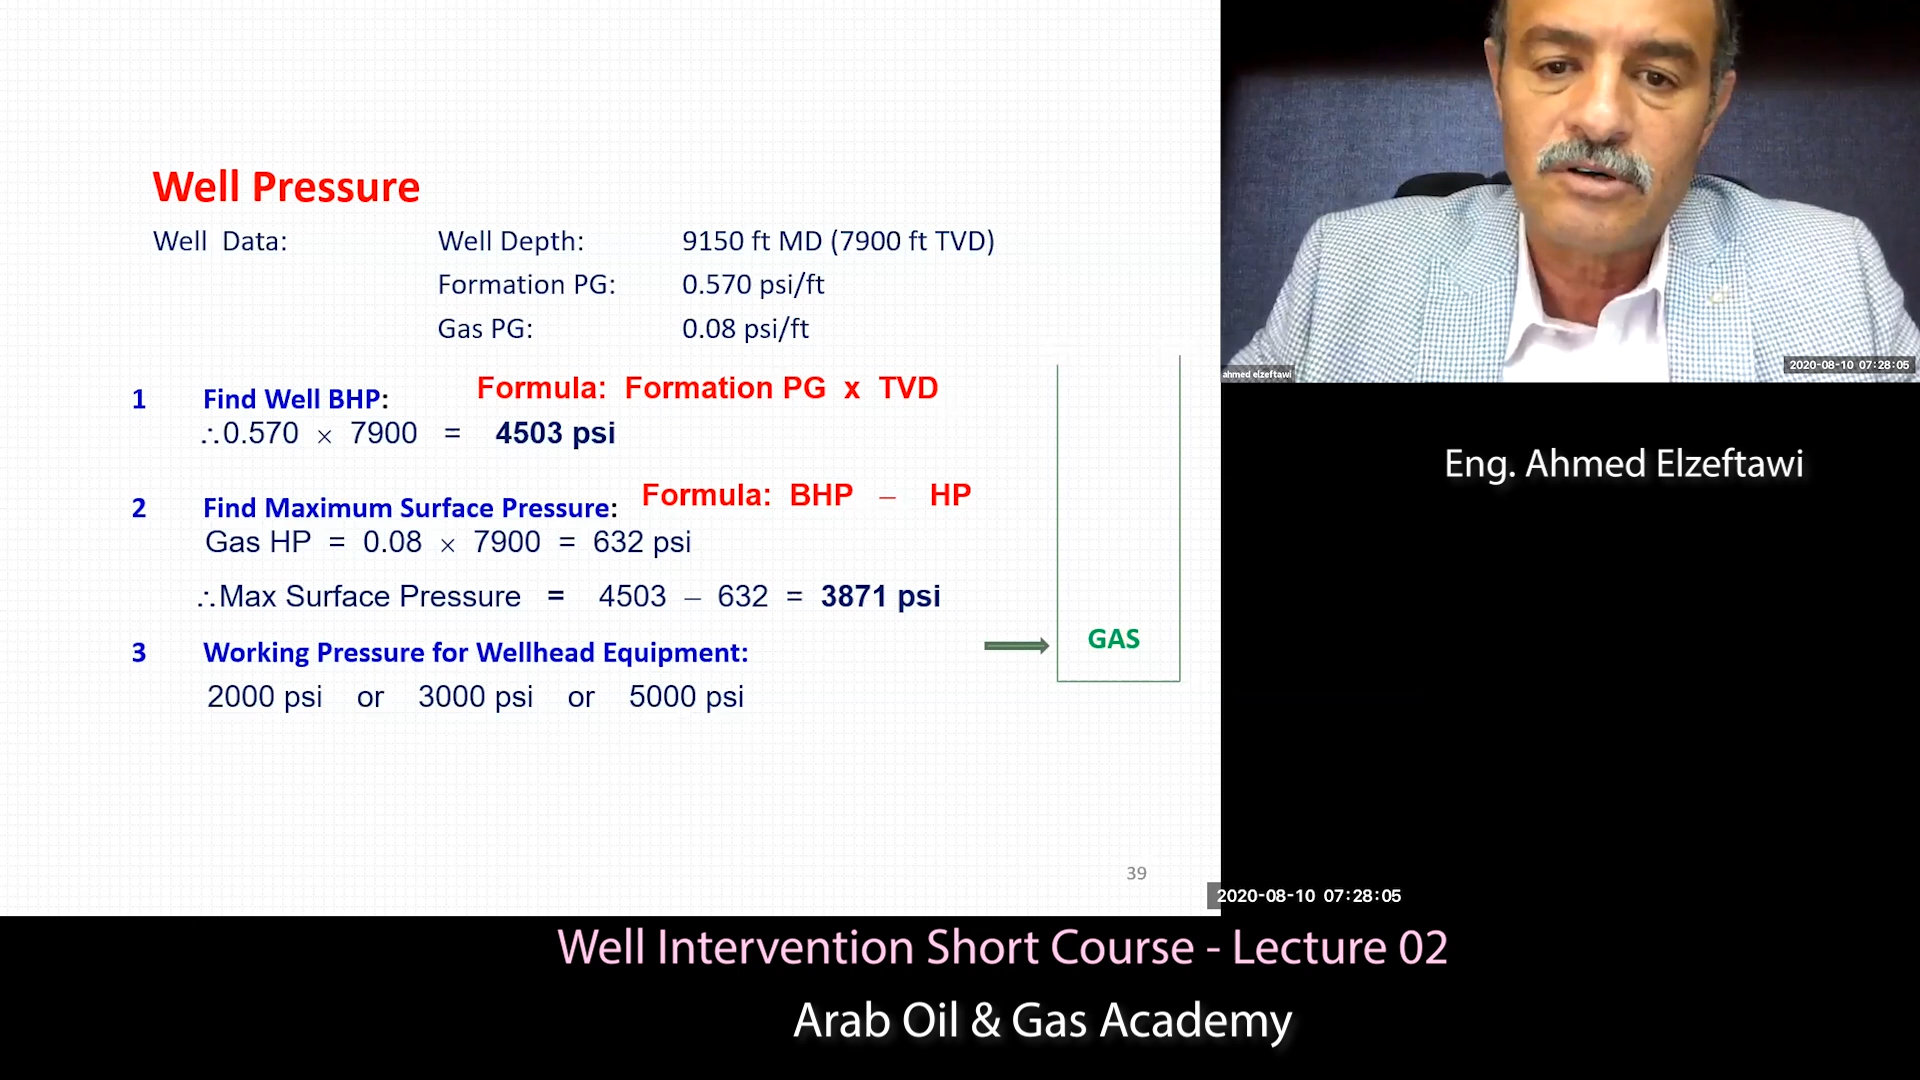 Well Pressure
Well Data: Well Depth: 9150 ft MD (7900 ft TVD)
Formation PG: 0.570 psi/ft
Gas PG: 0.08 psi/ft
1 Find Well BHP: Formula: Formation PG x TVD
∴0.570 × 7900 = 4503 psi
2 Find Maximum Surface Pressure: Formula: BHP – HP
Gas HP = 0.08 × 7900 = 632 psi
∴Max Surface Pressure = 4503 – 632 = 3871 psi
3 Working Pressure for Wellhead Equipment:
2000 psi or 3000 psi or 5000 psi
GAS
39
ahmed elzeftawi
2020-08-10 07:28:05
Eng. Ahmed Elzeftawi
2020-08-10 07:28:05
Well Intervention Short Course - Lecture 02
Arab Oil & Gas Academy